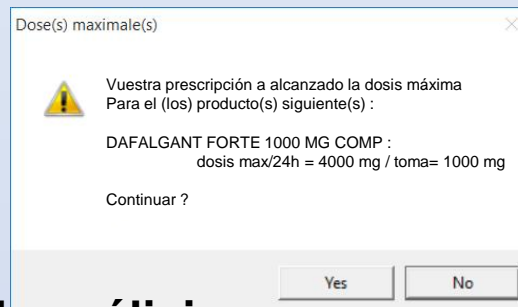 Dose(s) maximale(s)
Vuestra prescripción a alcanzado la dosis máxima
Para el (los) producto(s) siguiente(s) :
DAFALGANT FORTE 1000 MG COMP :
dosis max/24h = 4000 mg / toma= 1000 mg
Continuar ?
Yes No